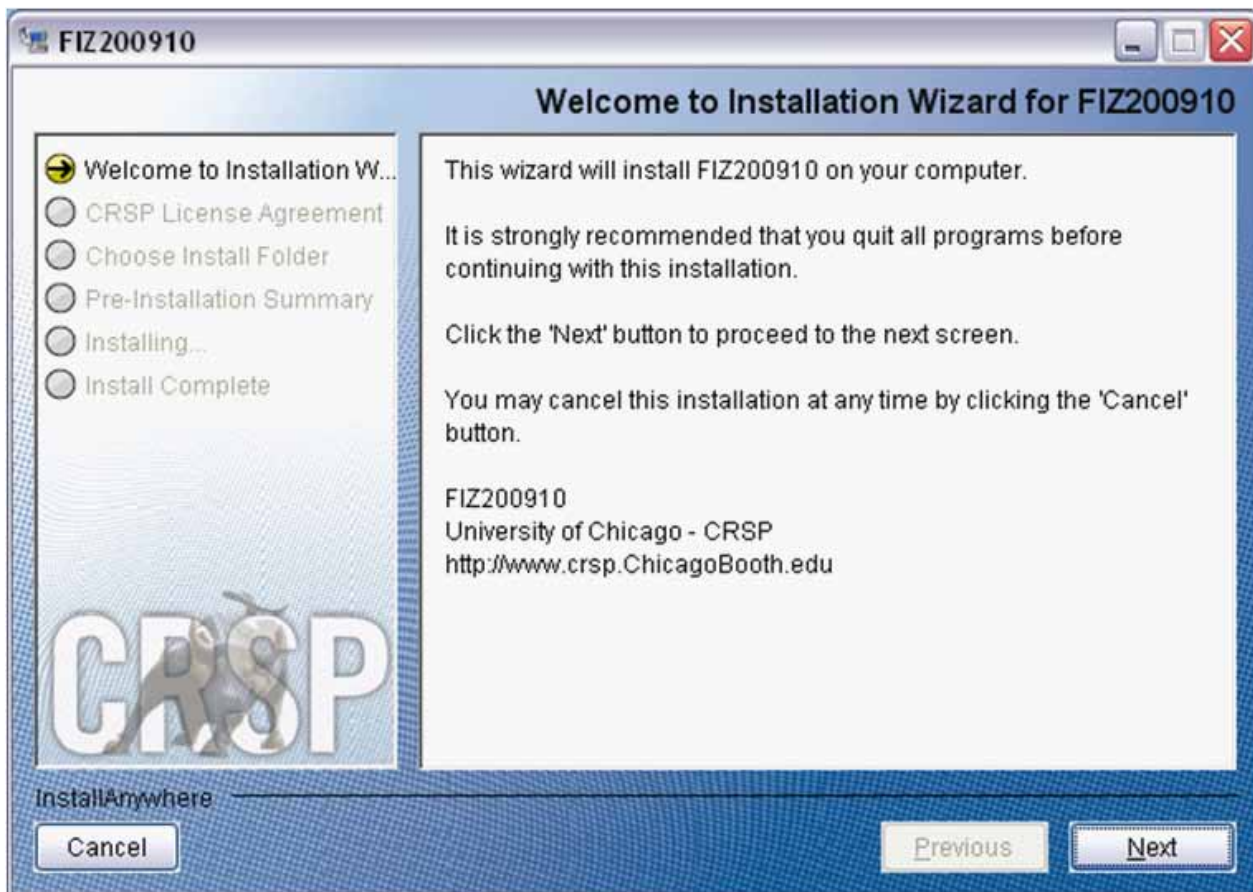 FIZ200910
Welcome to Installation Wizard for FIZ200910
Welcome to Installation W...
CRSP License Agreement
Choose Install Folder
Pre-Installation Summary
Installing...
Install Complete
CRSP
This wizard will install FIZ200910 on your computer.
It is strongly recommended that you quit all programs before
continuing with this installation.
Click the 'Next' button to proceed to the next screen.
You may cancel this installation at any time by clicking the 'Cancel'
button.
FIZ200910
University of Chicago - CRSP
http://www.crsp.ChicagoBooth.edu
InstallAnywhere
Cancel
Previous
Next